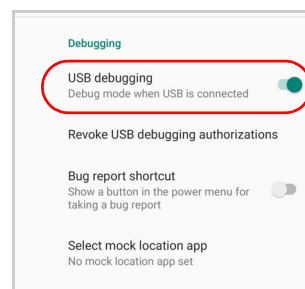 Debugging
USB debugging
Debug mode when USB is connected
Revoke USB debugging authorizations
Bug report shortcut
Show a button in the power menu for
taking a bug report
Select mock location app
No mock location app set